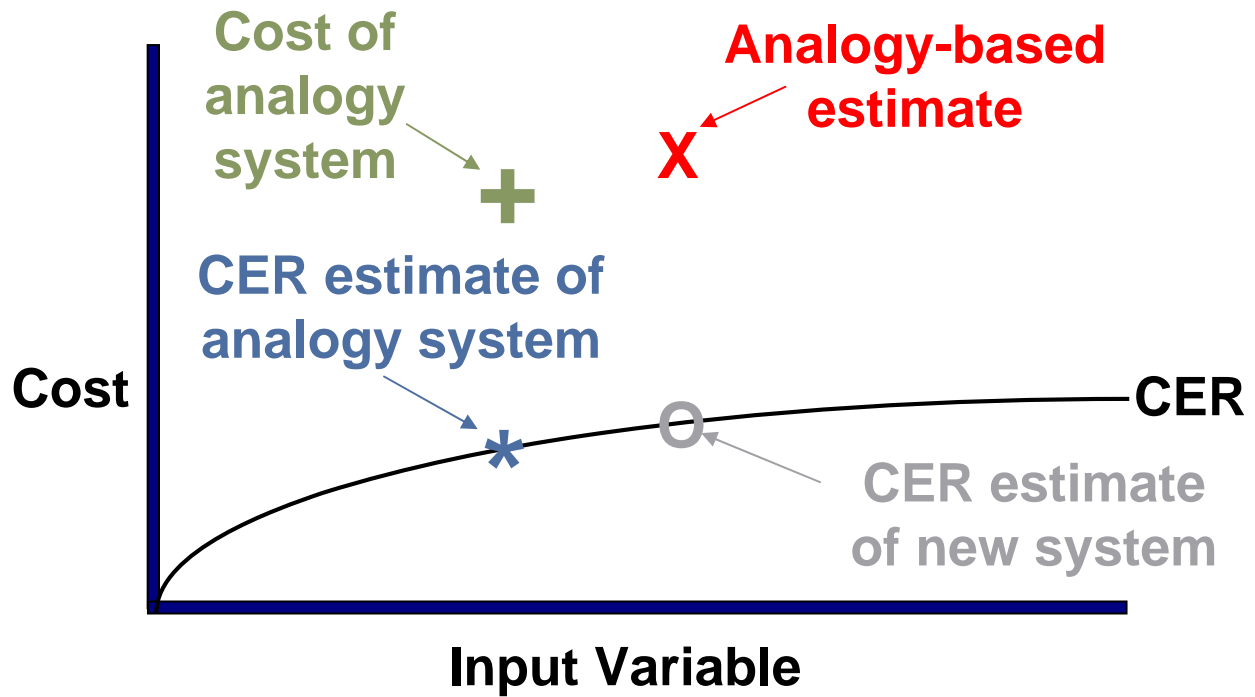 Cost of
analogy
system
Analogy-based
estimate
X
+
CER estimate of
analogy system
Cost
CER
*
O
CER estimate
of new system
Input Variable